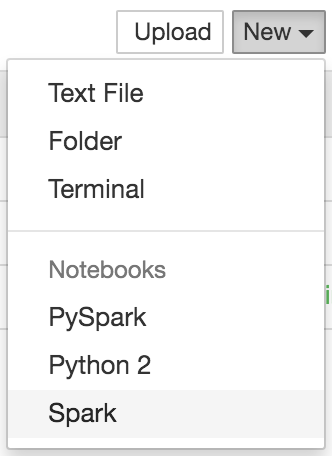 Upload New
Text File
Folder
Terminal
Notebooks
PySpark
Python 2
Spark